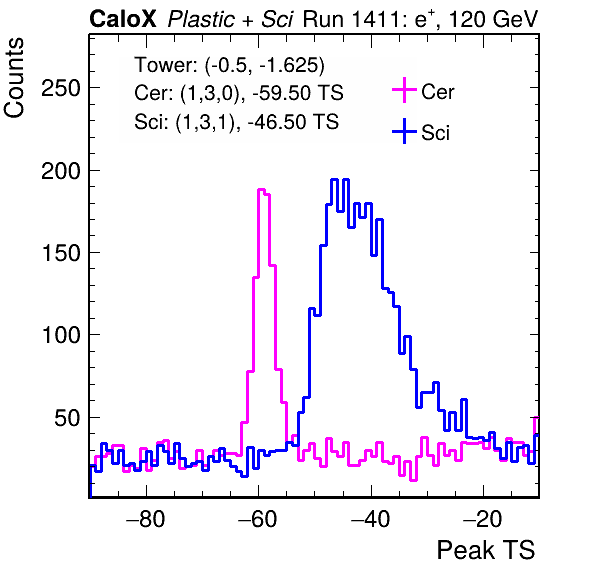 CaloX Plastic + Sci Run 1411: e+, 120 GeV
Counts
Tower: (-0.5, -1.625)
Cer: (1,3,0), -59.50 TS
Sci: (1,3,1), -46.50 TS
Cer
Sci
250
200
150
100
50
−80 −60 −40 −20
Peak TS